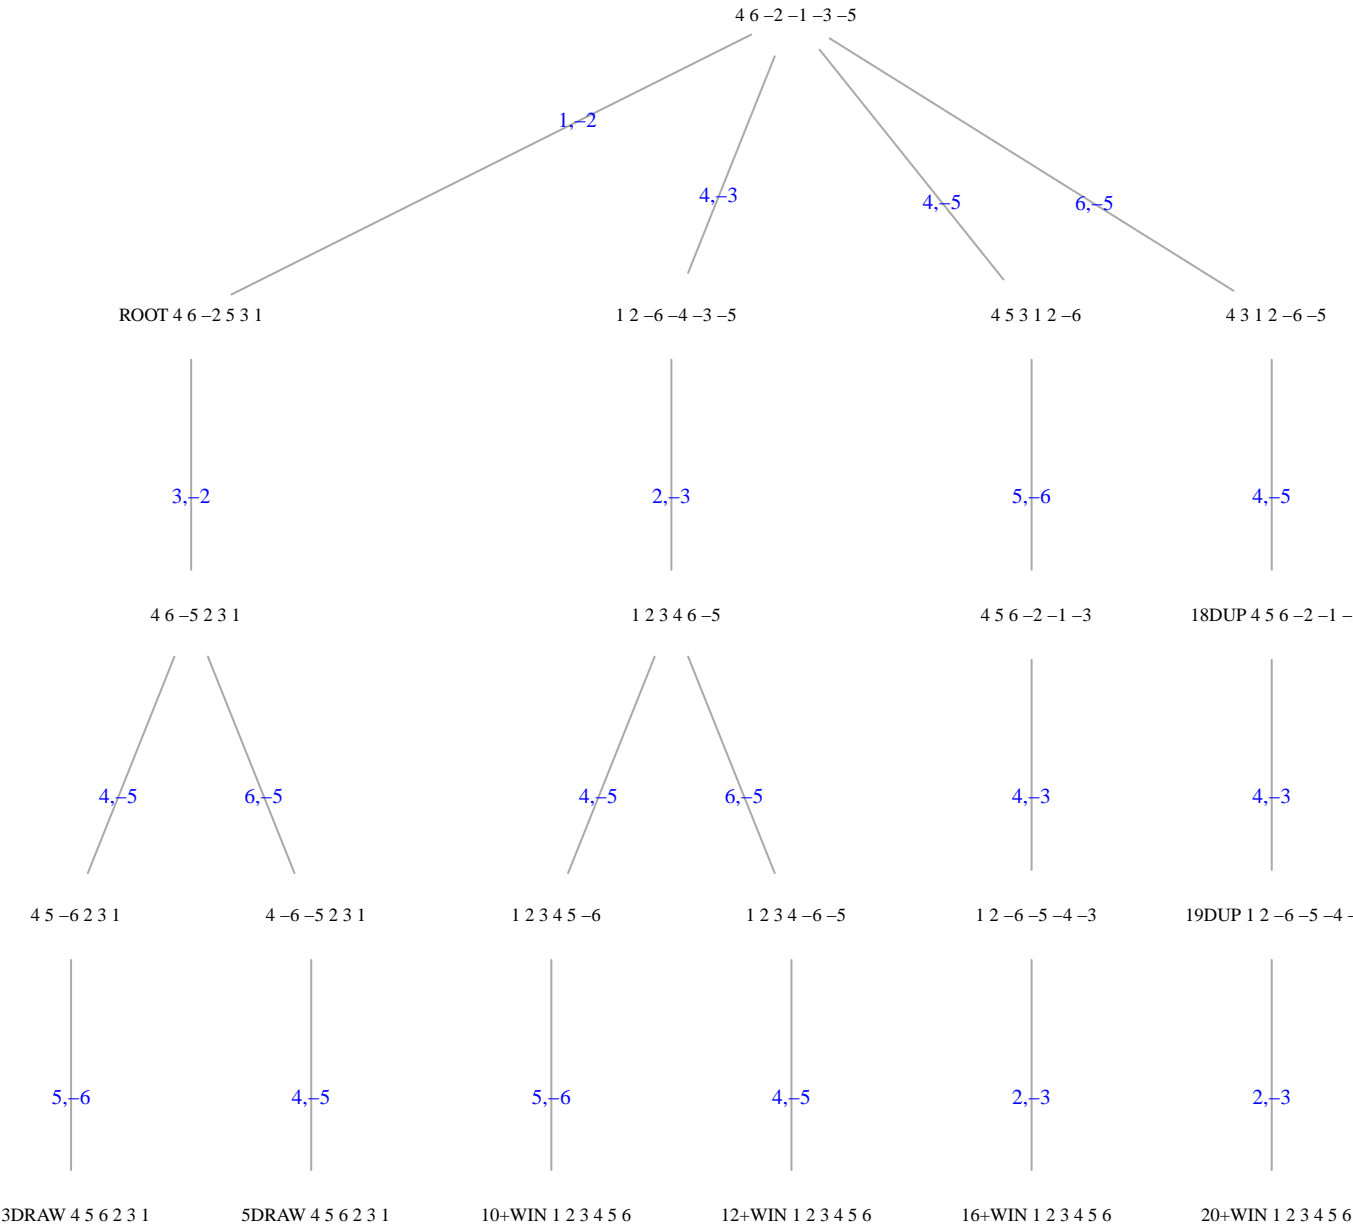 4 6 –2 –1 –3 –5
1,–2
4,–3
4,–5
6,–5
ROOT 4 6 –2 5 3 1
1 2 –6 –4 –3 –5
4 5 3 1 2 –6
4 3 1 2 –6 –5
3,–2
2,–3
5,–6
4,–5
4 6 –5 2 3 1
1 2 3 4 6 –5
4 5 6 –2 –1 –3
18DUP 4 5 6 –2 –1 –
4,–5
6,–5
4,–5
6,–5
4,–3
4,–3
4 5 –6 2 3 1
4 –6 –5 2 3 1
1 2 3 4 5 –6
1 2 3 4 –6 –5
1 2 –6 –5 –4 –3
19DUP 1 2 –6 –5 –4 –
5,–6
4,–5
5,–6
4,–5
2,–3
2,–3
3DRAW 4 5 6 2 3 1
5DRAW 4 5 6 2 3 1
10+WIN 1 2 3 4 5 6
12+WIN 1 2 3 4 5 6
16+WIN 1 2 3 4 5 6
20+WIN 1 2 3 4 5 6